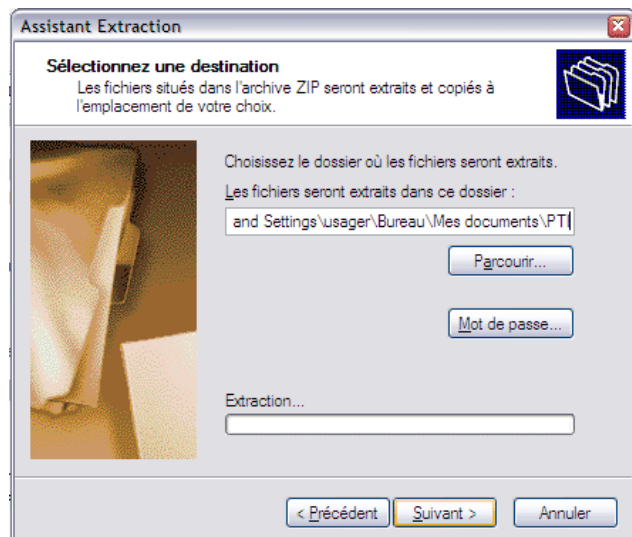 Assistant Extraction
Sélectionnez une destination
Les fichiers situés dans l'archive ZIP seront extraits et copiés à
l'emplacement de votre choix.
Choisissez le dossier où les fichiers seront extraits.
Les fichiers seront extraits dans ce dossier :
and Settings\usager\Bureau\Mes documents\PTI
Parcourir...
Mot de passe...
Extraction...
< Précédent
Suivant >
Annuler